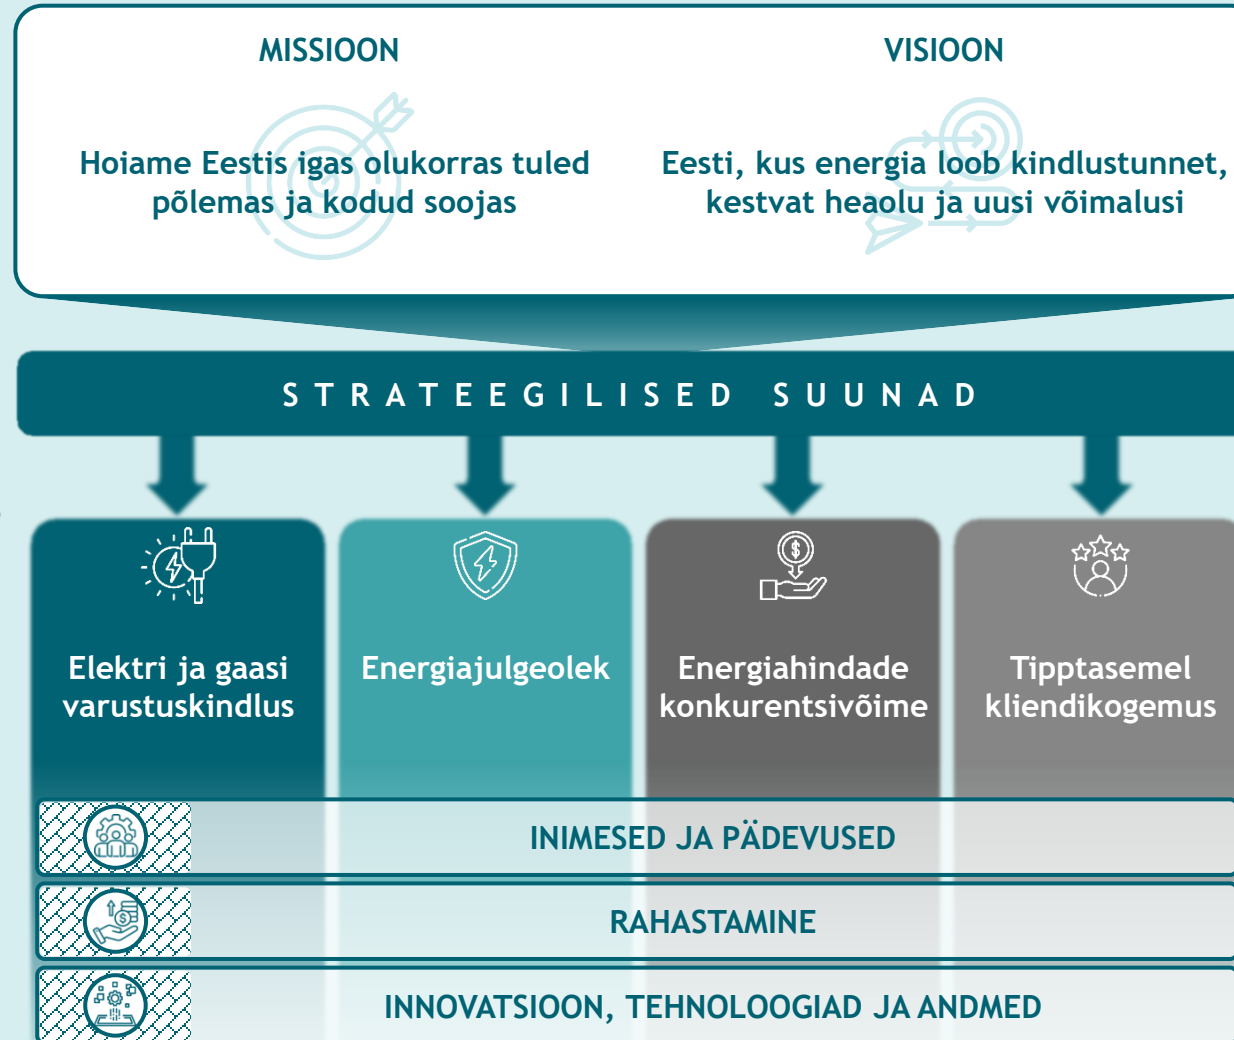 MISSIOON
Hoiame Eestis igas olukorras tuled
põlemas ja kodud soojas
VISIOON
Eesti, kus energia loob kindlustunnet,
kestvat heaolu ja uusi võimalusi
STRATEEGILISED SUUNAD
Elektri ja gaasi
varustuskindlus
Energiajulgeolek
Energiahindade
konkurentsivõime
Tipptasemel
kliendikogemus
INIMESED JA PÄDEVUSED
RAHASTAMINE
INNOVATSIOON, TEHNOLOOGIAD JA ANDMED